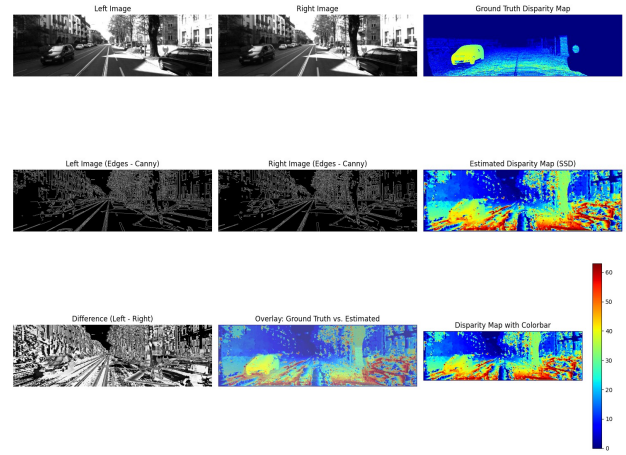 Left Image
Right Image
Ground Truth Disparity Map
Left Image (Edges - Canny)
Right Image (Edges - Canny)
Estimated Disparity Map (SSD)
Difference (Left - Right)
Overlay: Ground Truth vs. Estimated
Disparity Map with Colorbar
60
50
40
30
20
10
0